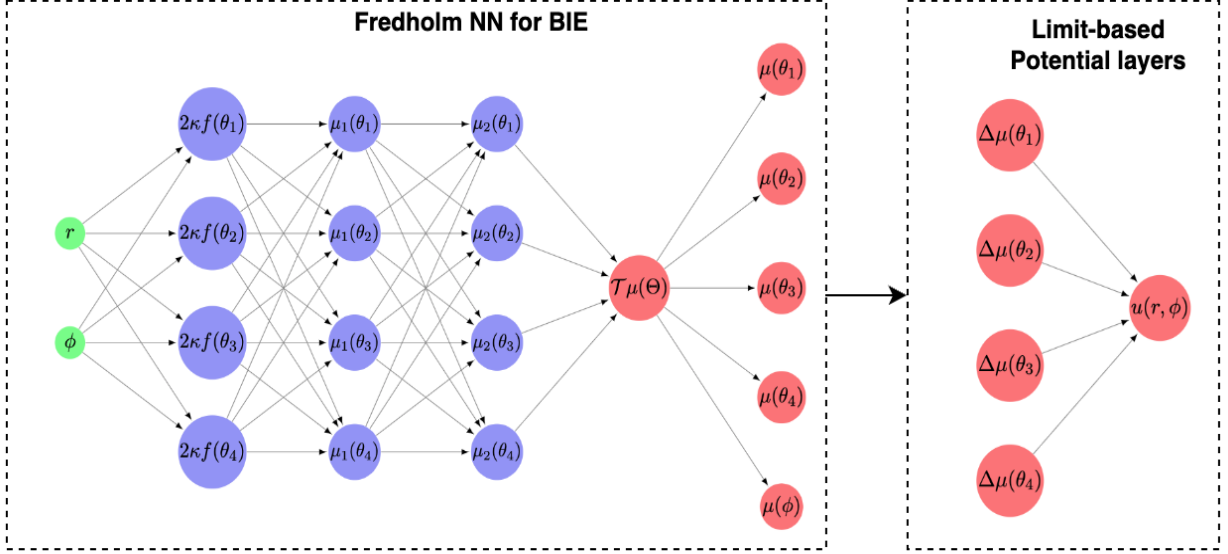 Fredholm NN for BIE
r
ϕ
2κf(θ₁)
2κf(θ₂)
2κf(θ₃)
2κf(θ₄)
μ₁(θ₁)
μ₁(θ₂)
μ₁(θ₃)
μ₁(θ₄)
μ₂(θ₁)
μ₂(θ₂)
μ₂(θ₃)
μ₂(θ₄)
𝒯μ(Θ)
μ(θ₁)
μ(θ₂)
μ(θ₃)
μ(θ₄)
μ(ϕ)
Limit-based
Potential layers
Δμ(θ₁)
Δμ(θ₂)
Δμ(θ₃)
Δμ(θ₄)
u(r, ϕ)